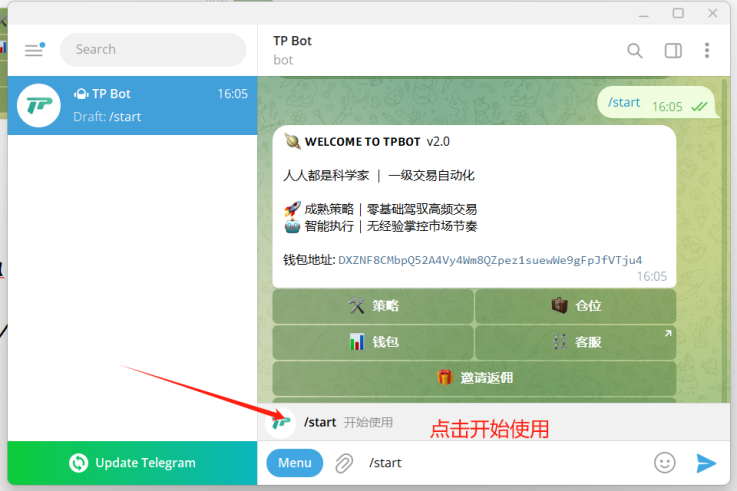 Search
TP Bot
bot
TP Bot
16:05
Draft: /start
/start
16:05
WELCOME TO TPBOT v2.0
人人都是科学家 | 一级交易自动化
成熟策略 | 零基础驾驭高频交易
智能执行 | 无经验掌控市场节奏
钱包地址: DXZNF8CMbpQ52A4Vy4Wm8QZpez1suewWe9gFpJfVTju4
16:05
策略
仓位
钱包
客服
邀请返佣
/start 开始使用
点击开始使用
Update Telegram
Menu
/start